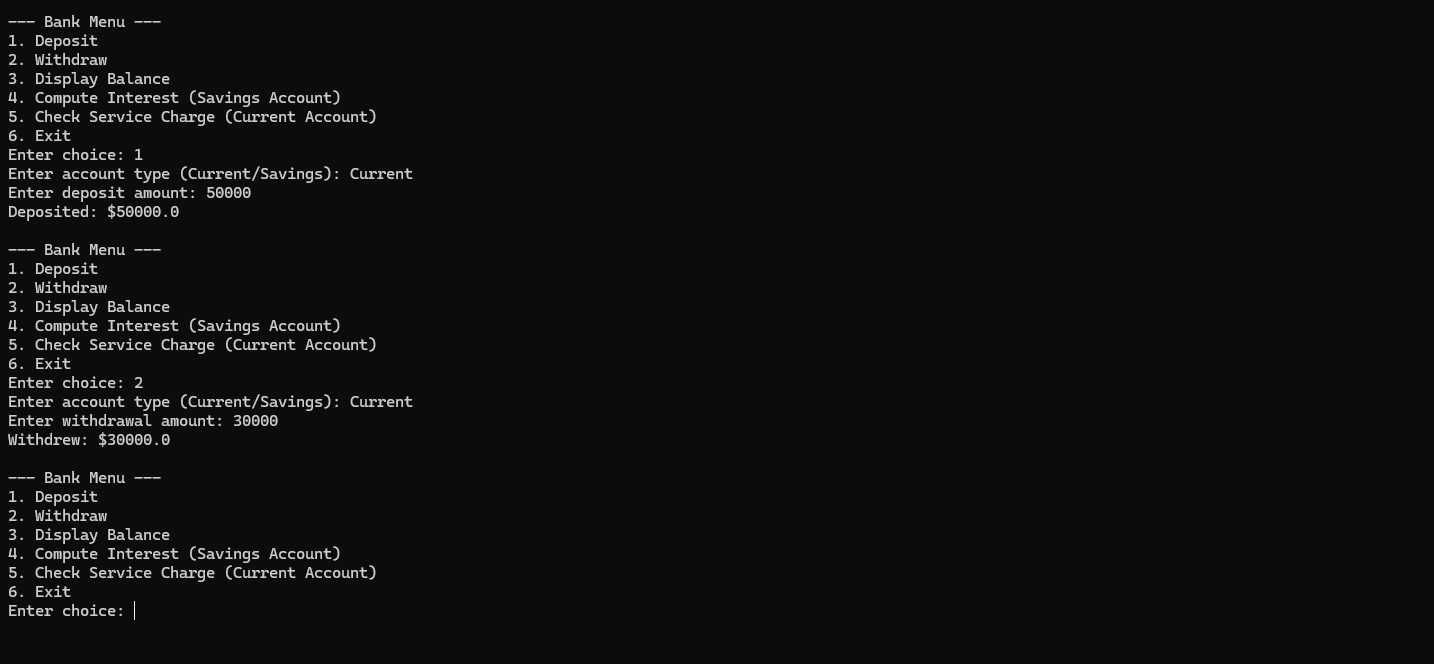 --- Bank Menu ---
1. Deposit
2. Withdraw
3. Display Balance
4. Compute Interest (Savings Account)
5. Check Service Charge (Current Account)
6. Exit
Enter choice: 1
Enter account type (Current/Savings): Current
Enter deposit amount: 50000
Deposited: $50000.0
--- Bank Menu ---
1. Deposit
2. Withdraw
3. Display Balance
4. Compute Interest (Savings Account)
5. Check Service Charge (Current Account)
6. Exit
Enter choice: 2
Enter account type (Current/Savings): Current
Enter withdrawal amount: 30000
Withdrew: $30000.0
--- Bank Menu ---
1. Deposit
2. Withdraw
3. Display Balance
4. Compute Interest (Savings Account)
5. Check Service Charge (Current Account)
6. Exit
Enter choice: